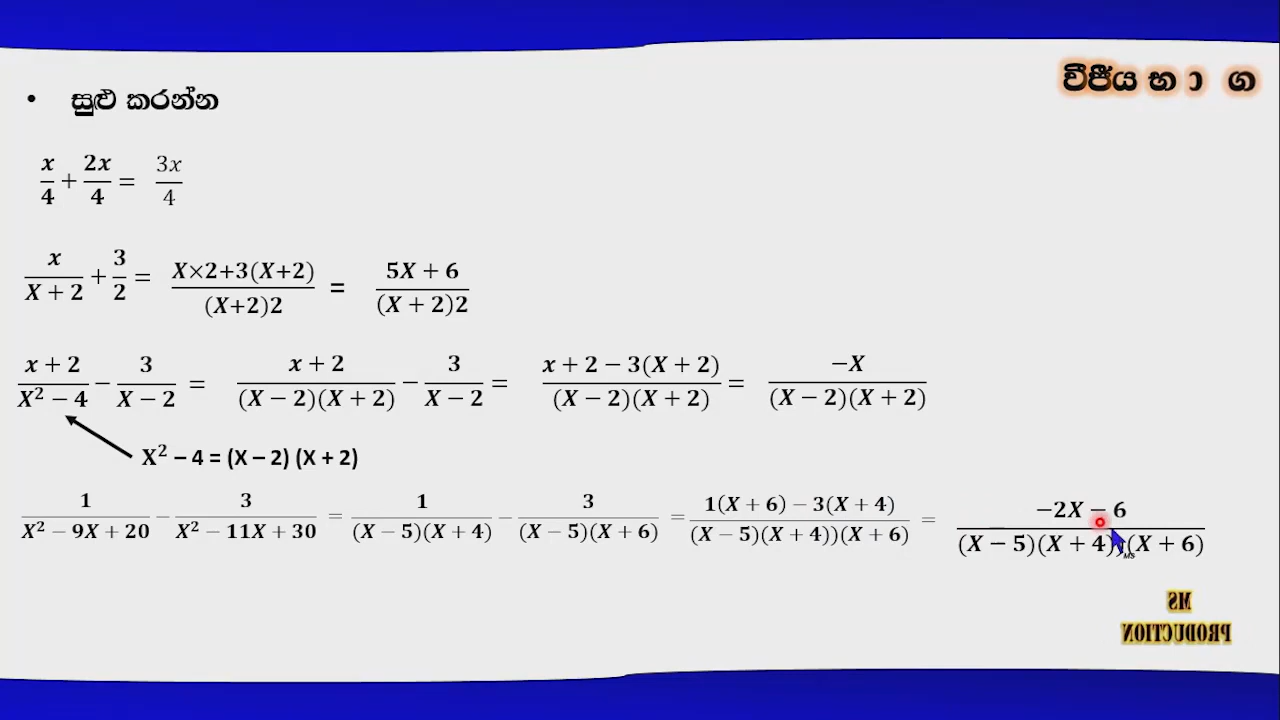 වීජීය භා ග
• සුළු කරන්න
x/4 + 2x/4 = 3x/4
x/(X + 2) + 3/2 = (X×2+3(X+2))/((X+2)2) = (5X + 6)/((X + 2)2)
(x + 2)/(X² − 4) − 3/(X − 2) = (x + 2)/((X − 2)(X + 2)) − 3/(X − 2) = (x + 2 − 3(X + 2))/((X − 2)(X + 2)) = −X/((X − 2)(X + 2))
X² – 4 = (X – 2) (X + 2)
1/(X² − 9X + 20) − 3/(X² − 11X + 30) = 1/((X − 5)(X + 4)) − 3/((X − 5)(X + 6)) = (1(X + 6) − 3(X + 4))/((X − 5)(X + 4))(X + 6)) = (−2X − 6)/((X − 5)(X + 4))(X + 6))
MS
MS
PRODUCTION